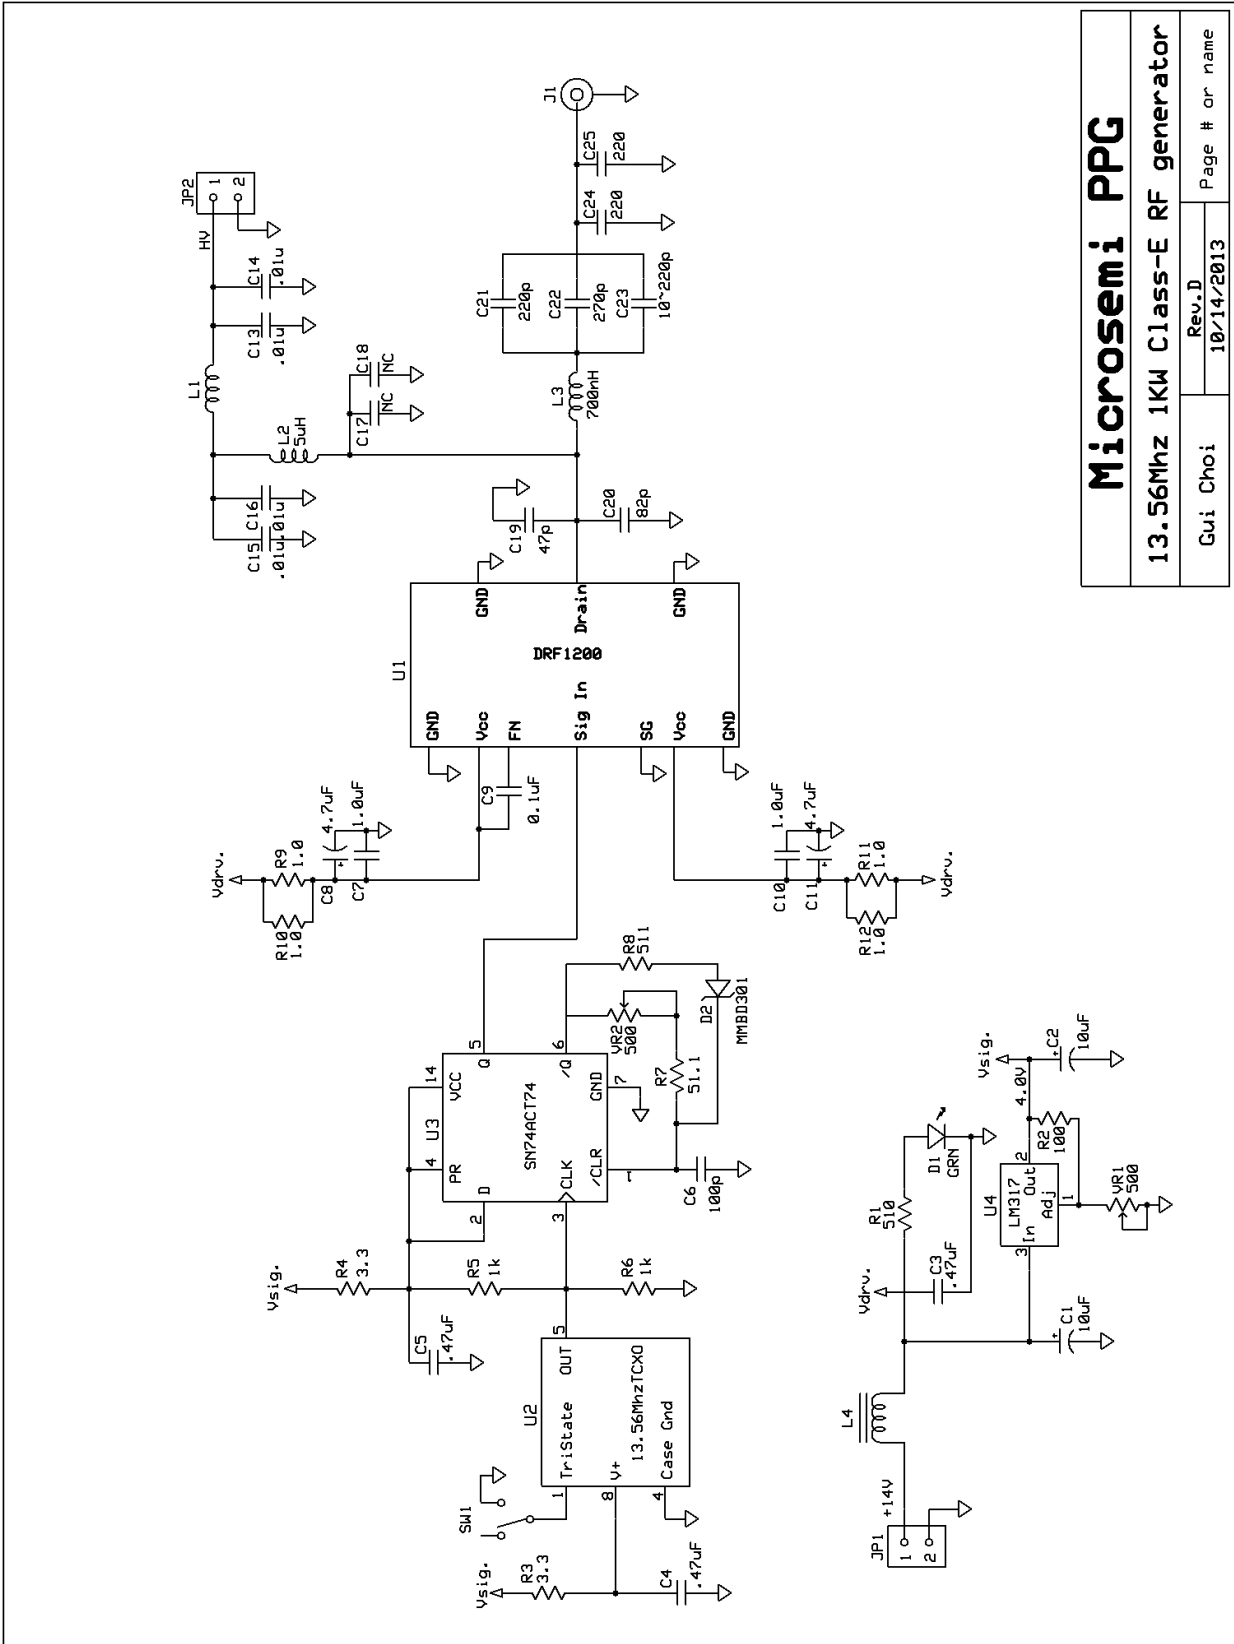 Microsemi PPG
13.56Mhz 1KW Class-E RF generator
Gui Choi
Rev.D
10/14/2013
Page # or name
Vsig.
R3
3.3
C4
.47uF
SW1
U2
1
TriState
OUT
5
8
V+
13.56MhzTCXO
4
Case Gnd
Vsig.
R4
3.3
C5
.47uF
R5
1k
R6
1k
U3
SN74ACT74
4
PR
14
VCC
2
D
Q
5
3
CLK
/Q
6
/CLR
1
GND
7
C6
100p
R7
51.1
VR2
500
R8
511
D2
MMBD301
Vdrv.
R10
1.0
R9
1.0
C8
4.7uF
C7
1.0uF
C9
0.1uF
U1
DRF1200
GND
Vcc
FN
Sig In
SG
Vcc
GND
GND
Drain
GND
C10
1.0uF
C11
4.7uF
R12
1.0
R11
1.0
Vdrv.
C15
.01u
C16
.01u
L2
5uH
L1
C13
.01u
C14
.01u
HV
JP2
1
2
C17
NC
C18
NC
C19
47p
C20
82p
L3
700nH
C21
220p
C22
270p
C23
10~220p
C24
220
C25
220
J1
JP1
1
2
+14V
L4
Vdrv.
C3
.47uF
R1
510
D1
GRN
C1
10uF
U4
LM317
3
In
Out
2
Adj
1
R2
100
VR1
500
4.0V
Vsig.
C2
10uF